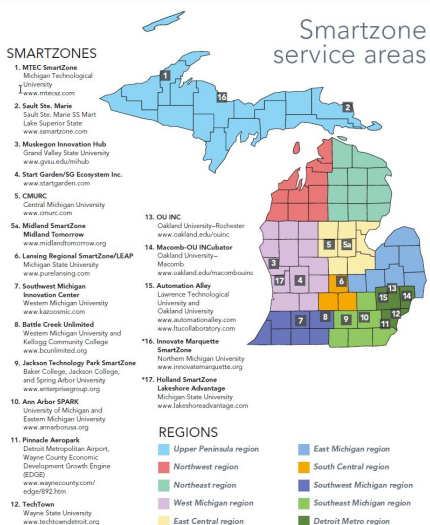 Smartzone
service areas
SMARTZONES
1. MTEC SmartZone
Michigan Technological
University
www.mtecsz.com
2. Sault Ste. Marie
Sault Ste. Marie SS Mart
Lake Superior State
www.ssmartzone.com
3. Muskegon Innovation Hub
Grand Valley State University
www.gvsu.edu/mihub
4. Start Garden/SG Ecosystem Inc.
www.startgarden.com
5. CMURC
Central Michigan University
www.cmurc.com
5a. Midland SmartZone
Midland Tomorrow
www.midlandtomorrow.org
6. Lansing Regional SmartZone/LEAP
Michigan State University
www.purelansing.com
7. Southwest Michigan
Innovation Center
Western Michigan University
www.kazoosmic.com
8. Battle Creek Unlimited
Western Michigan University and
Kellogg Community College
www.bcunlimited.org
9. Jackson Technology Park SmartZone
Baker College, Jackson College,
and Spring Arbor University
www.enterprisegroup.org
10. Ann Arbor SPARK
University of Michigan and
Eastern Michigan University
www.annarborusa.org
11. Pinnacle Aeropark
Detroit Metropolitan Airport,
Wayne County Economic
Development Growth Engine
(EDGE)
www.waynecounty.com/
edge/892.htm
12. TechTown
Wayne State University
www.techtowndetroit.org
13. OU INC
Oakland University–Rochester
www.oakland.edu/ouinc
14. Macomb-OU INCubator
Oakland University–
Macomb
www.oakland.edu/macombouinc
15. Automation Alley
Lawrence Technological
University and
Oakland University
www.automationalley.com
www.ltucollaboratory.com
*16. Innovate Marquette
SmartZone
Northern Michigan University
www.innovatemarquette.org
*17. Holland SmartZone
Lakeshore Advantage
Michigan State University
www.lakeshoreadvantage.com
1
16
2
5
5a
3
17
4
6
13
15
14
12
7
8
9
10
11
REGIONS
Upper Peninsula region
Northwest region
Northeast region
West Michigan region
East Central region
East Michigan region
South Central region
Southwest Michigan region
Southeast Michigan region
Detroit Metro region